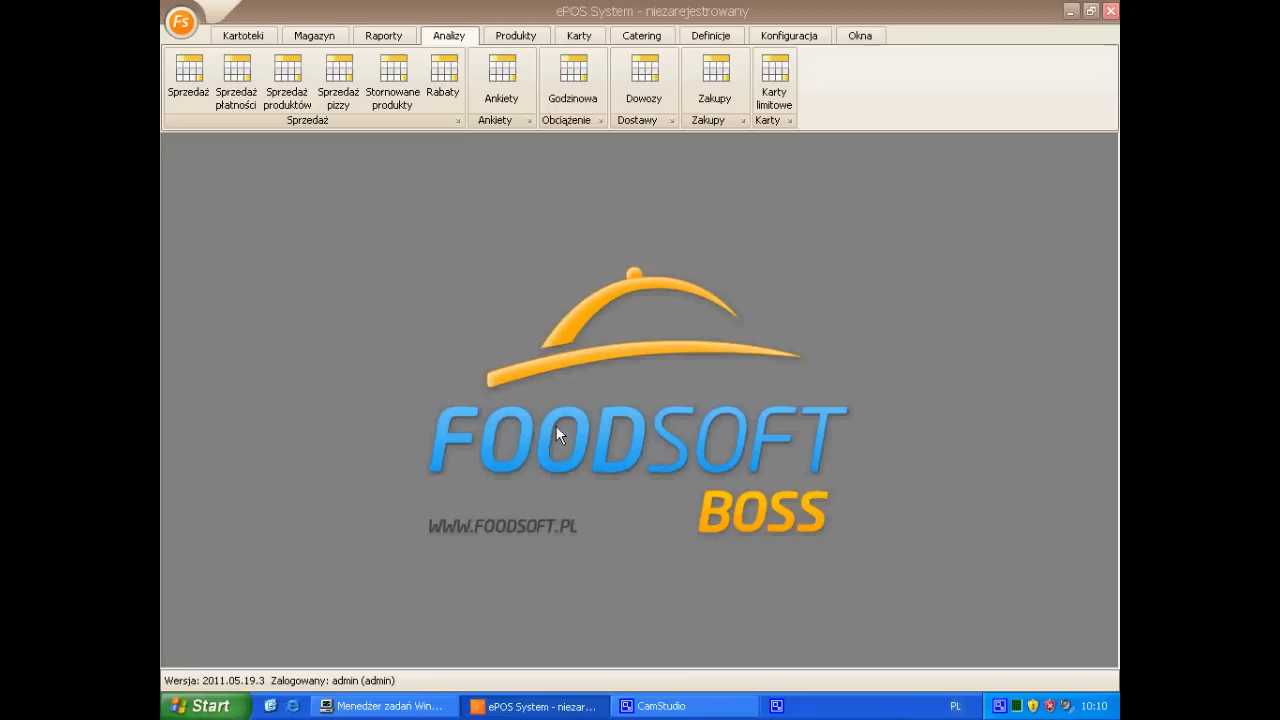 ePOS System - niezarejestrowany
Fs
Kartoteki Magazyn Raporty Analizy Produkty Karty Catering Definicje Konfiguracja Okna
Sprzedaż
Sprzedaż płatności
Sprzedaż produktów
Sprzedaż pizzy
Stornowane produkty
Rabaty
Ankiety
Godzinowa
Dowozy
Zakupy
Karty limitowe
Sprzedaż Ankiety Obciążenie Dostawy Zakupy Karty
FOODSOFT
BOSS
WWW.FOODSOFT.PL
Wersja: 2011.05.19.3 Zalogowany: admin (admin)
Start Menedżer zadań Win... ePOS System - niezar... CamStudio PL 10:10